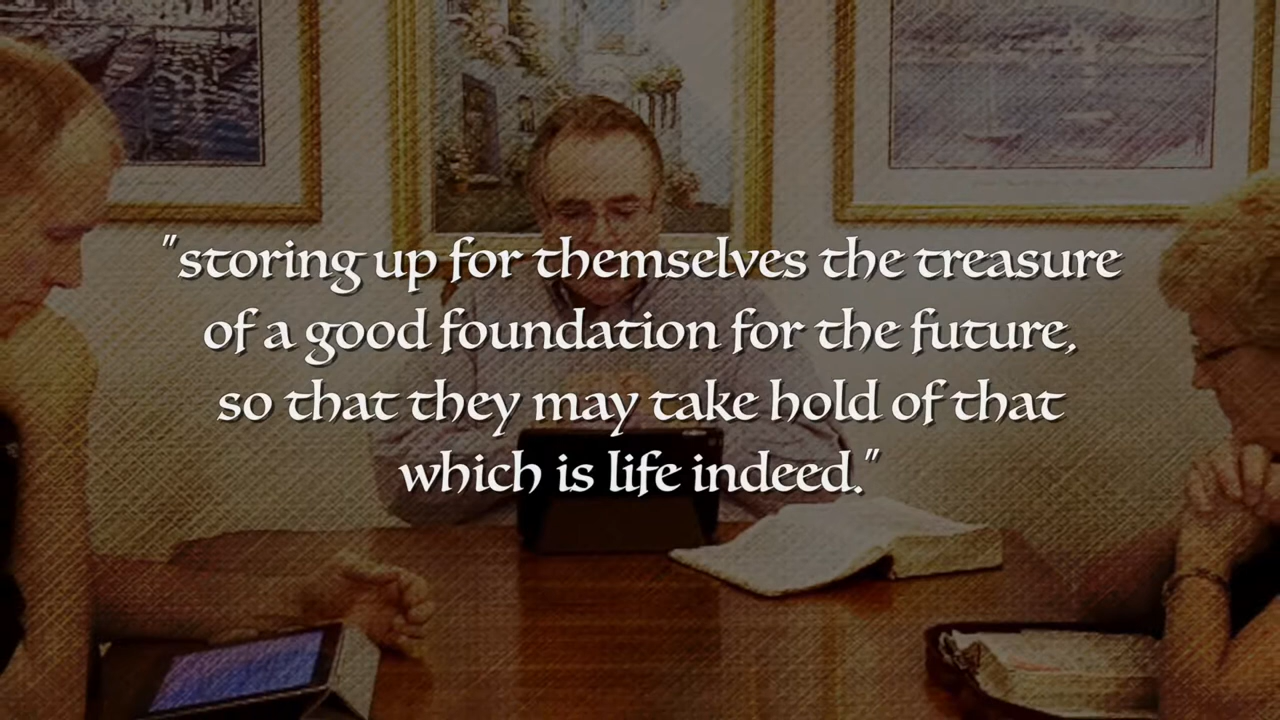 "storing up for themselves the treasure
of a good foundation for the future,
so that they may take hold of that
which is life indeed."